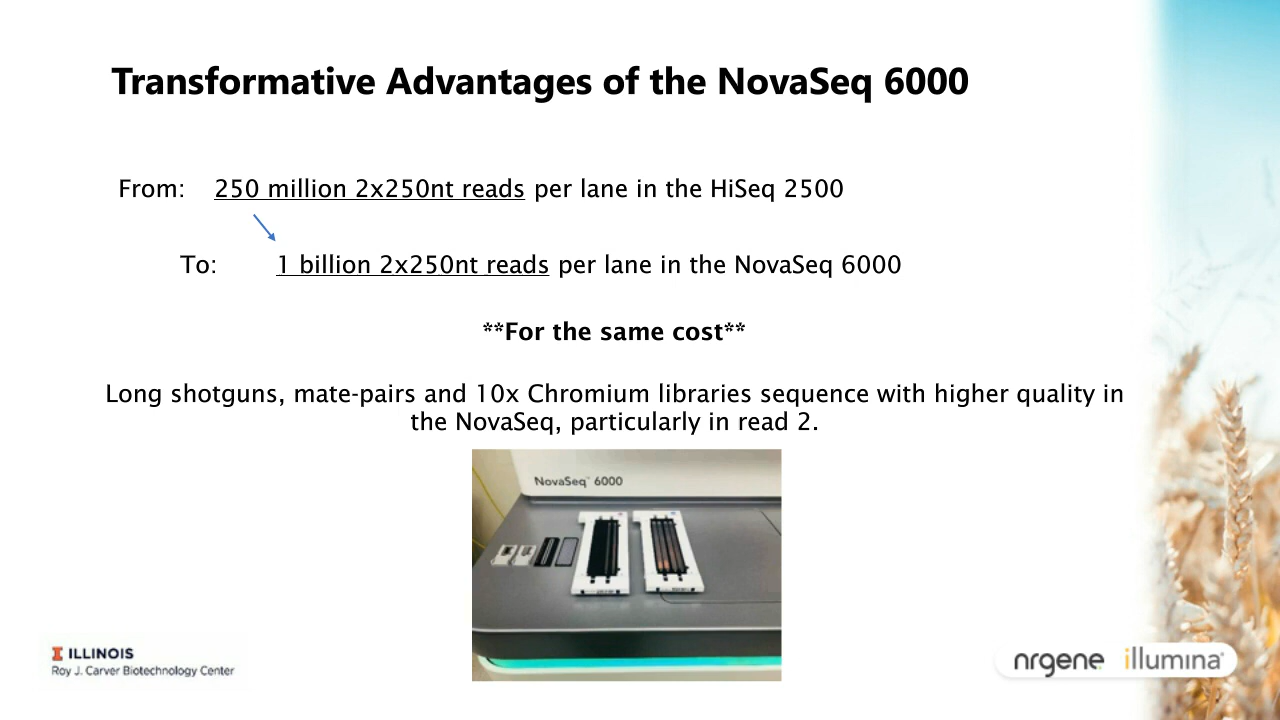 Transformative Advantages of the NovaSeq 6000
From: 250 million 2x250nt reads per lane in the HiSeq 2500
To: 1 billion 2x250nt reads per lane in the NovaSeq 6000
**For the same cost**
Long shotguns, mate-pairs and 10x Chromium libraries sequence with higher quality in
the NovaSeq, particularly in read 2.
NovaSeq™ 6000
I ILLINOIS
Roy J. Carver Biotechnology Center
nrgene illumina®